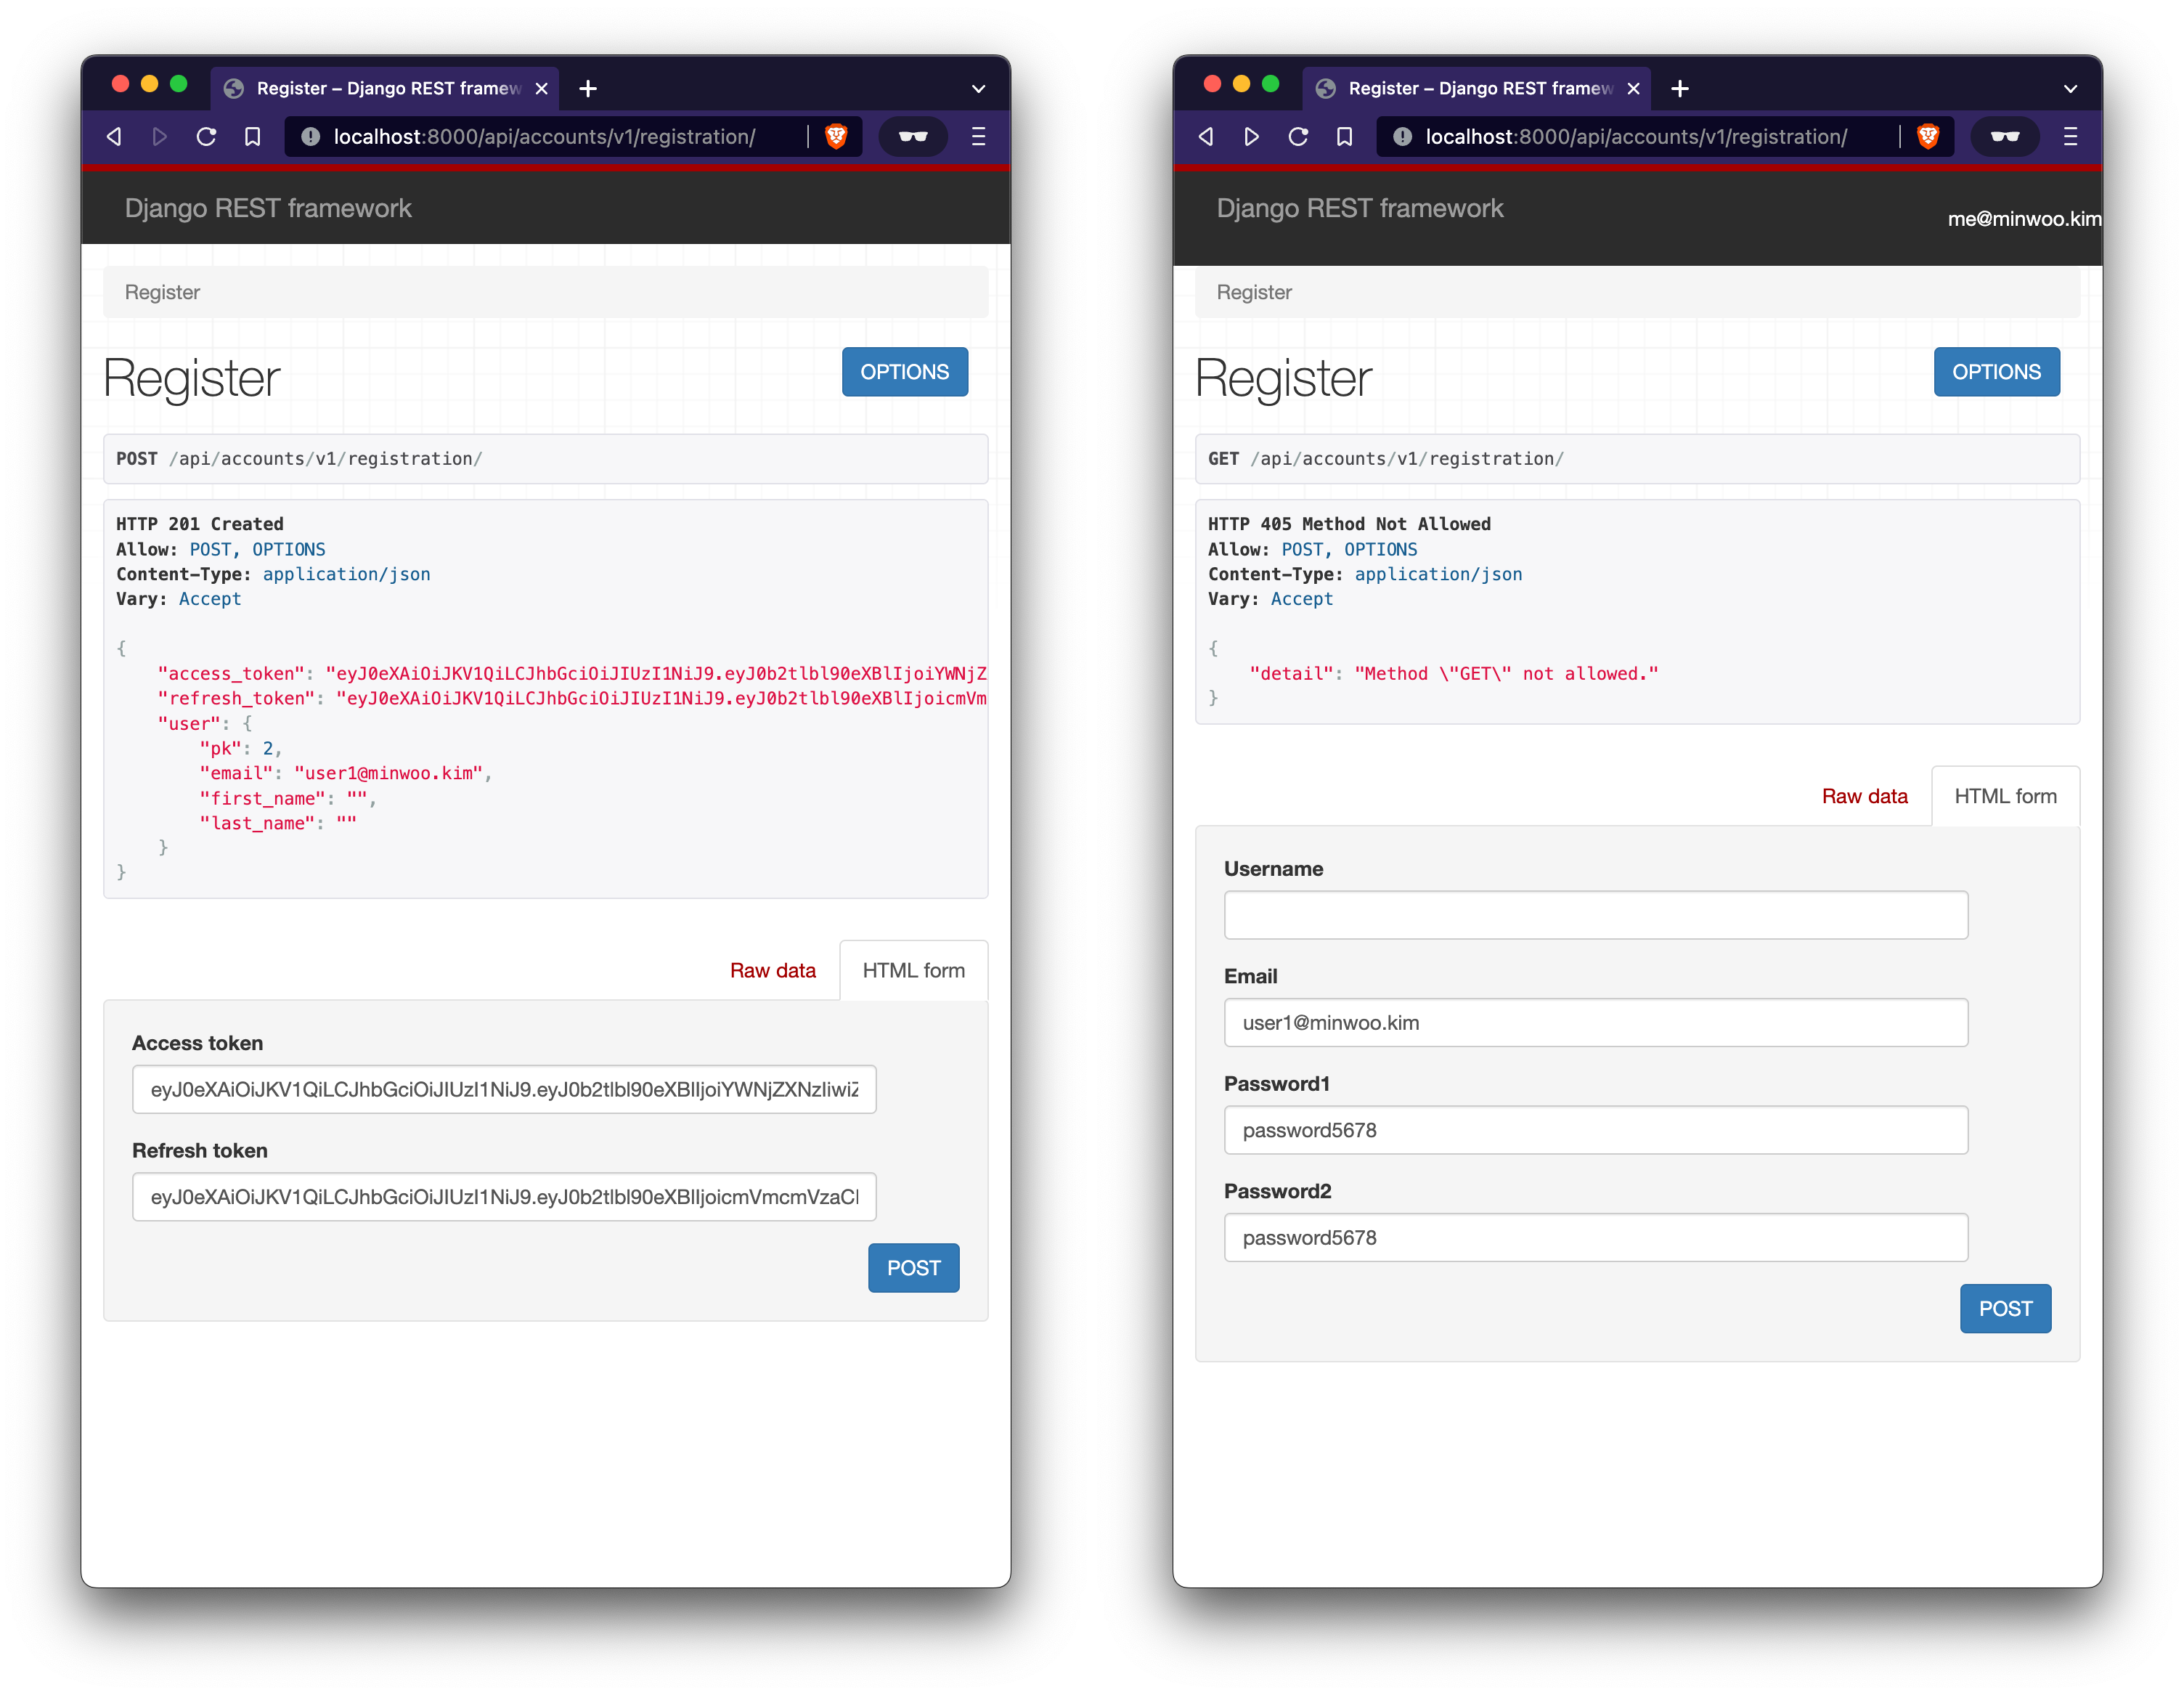 Register – Django REST framew
localhost:8000/api/accounts/v1/registration/
Django REST framework
Register
Register
OPTIONS
POST /api/accounts/v1/registration/
HTTP 201 Created
Allow: POST, OPTIONS
Content-Type: application/json
Vary: Accept
{
"access_token": "eyJ0eXAiOiJKV1QiLCJhbGciOiJIUzI1NiJ9.eyJ0b2tlbl90eXBlIjoiYWNjZ
"refresh_token": "eyJ0eXAiOiJKV1QiLCJhbGciOiJIUzI1NiJ9.eyJ0b2tlbl90eXBlIjoicmVm
"user": {
"pk": 2,
"email": "user1@minwoo.kim",
"first_name": "",
"last_name": ""
}
}
Raw data
HTML form
Access token
eyJ0eXAiOiJKV1QiLCJhbGciOiJIUzI1NiJ9.eyJ0b2tlbl90eXBlIjoiYWNjZXNzIiwiZ
Refresh token
eyJ0eXAiOiJKV1QiLCJhbGciOiJIUzI1NiJ9.eyJ0b2tlbl90eXBlIjoicmVmcmVzaCI
POST
Register – Django REST framew
localhost:8000/api/accounts/v1/registration/
Django REST framework
me@minwoo.kim
Register
Register
OPTIONS
GET /api/accounts/v1/registration/
HTTP 405 Method Not Allowed
Allow: POST, OPTIONS
Content-Type: application/json
Vary: Accept
{
"detail": "Method \"GET\" not allowed."
}
Raw data
HTML form
Username
Email
user1@minwoo.kim
Password1
password5678
Password2
password5678
POST